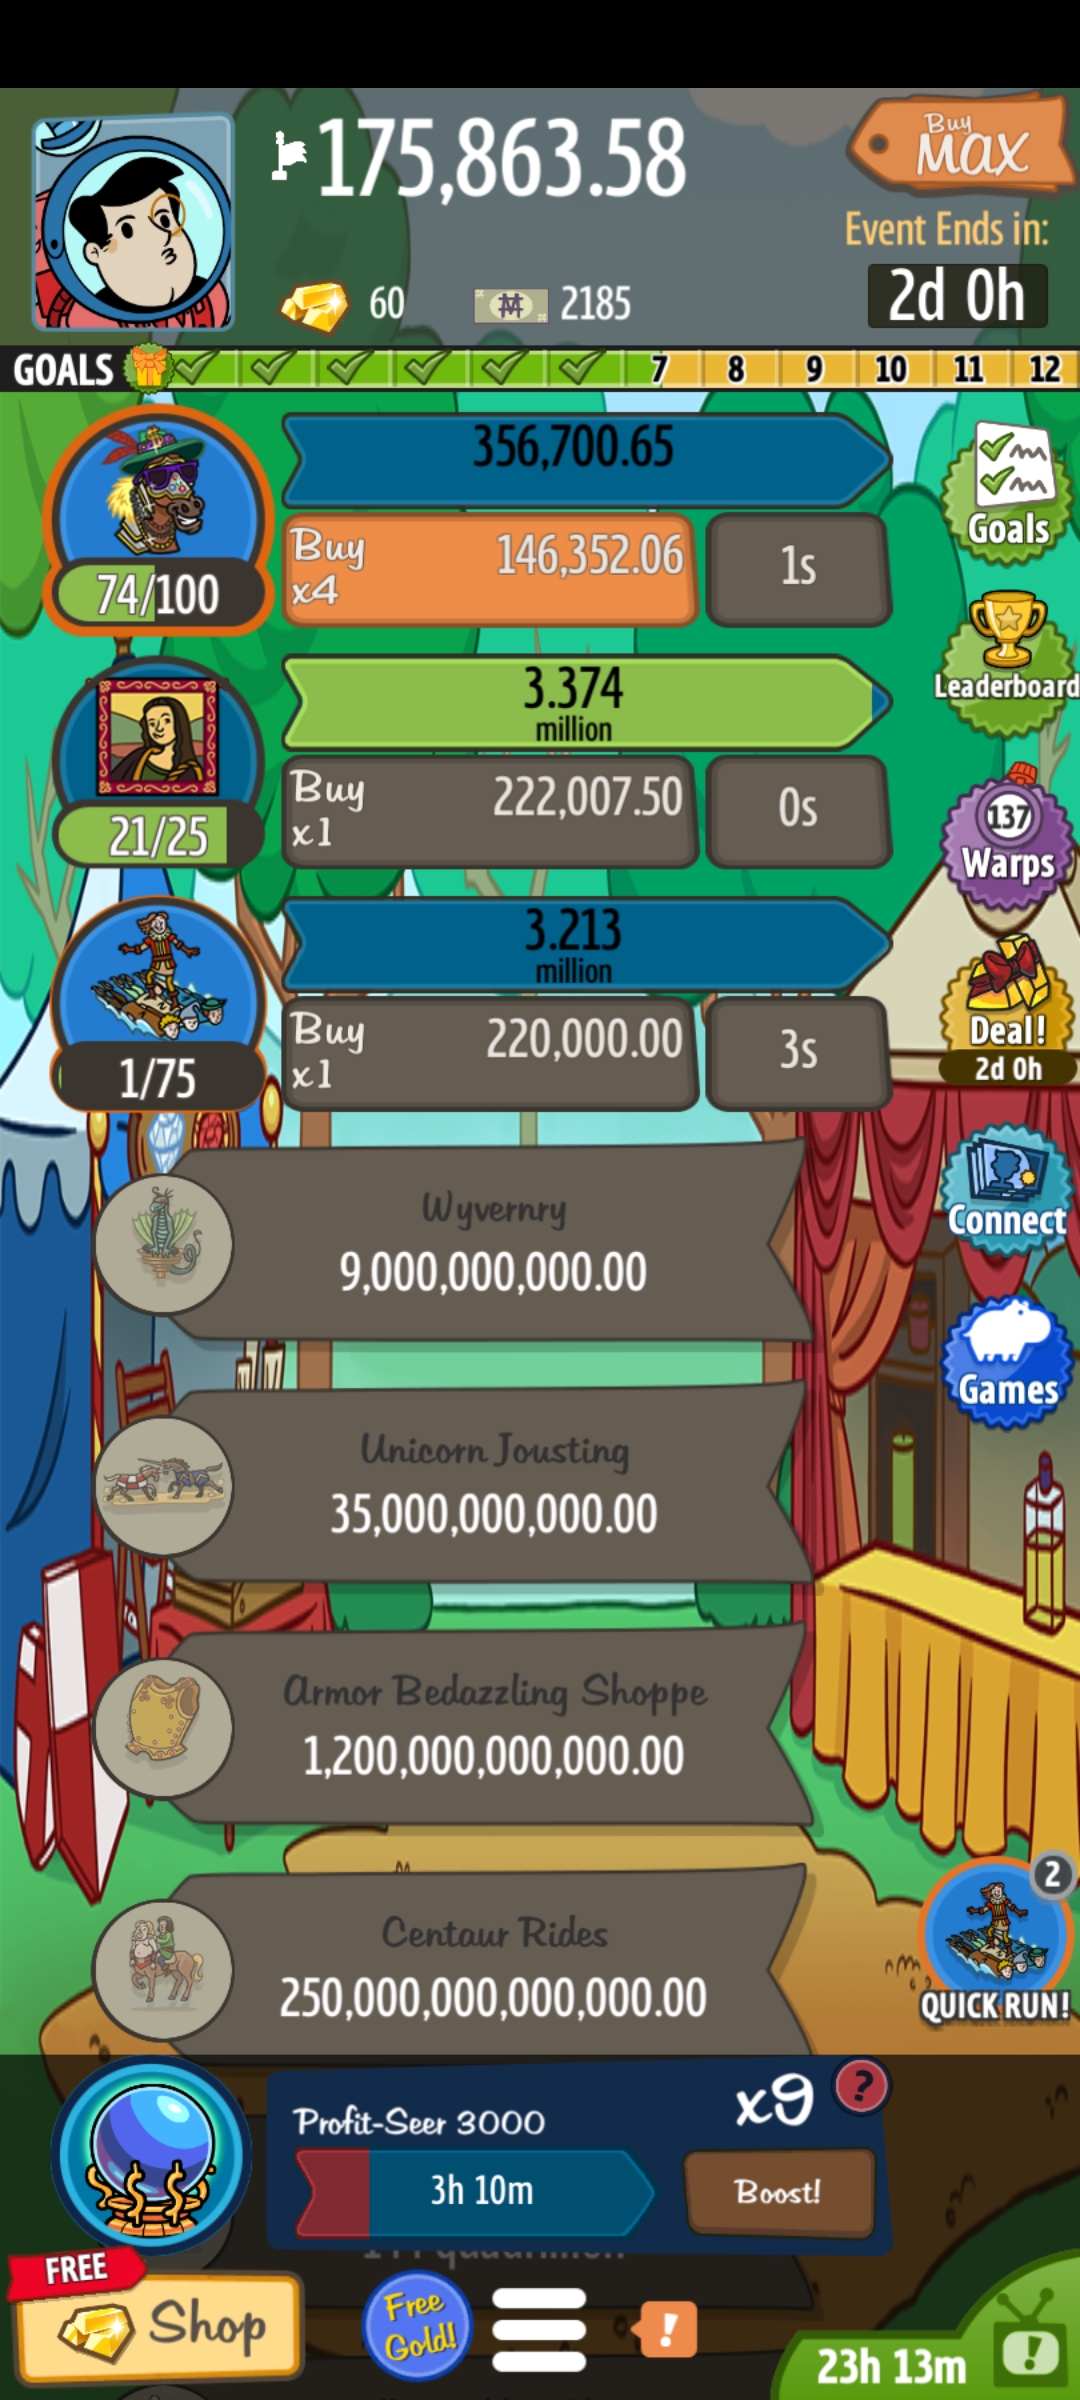 175,863.58
Buy
MAX
Event Ends in:
60
2185
2d 0h
GOALS
7 8 9 10 11 12
356,700.65
Buy
x4
146,352.06
1s
74/100
Goals
3.374
million
Leaderboard
Buy
x1
222,007.50
0s
21/25
137
Warps
3.213
million
Buy
x1
220,000.00
3s
1/75
Deal!
2d 0h
Wyvernry
9,000,000,000.00
Connect
Games
Unicorn Jousting
35,000,000,000.00
Armor Bedazzling Shoppe
1,200,000,000,000.00
Centaur Rides
250,000,000,000,000.00
2
QUICK RUN!
Profit-Seer 3000
x9
?
3h 10m
Boost!
FREE
Shop
Free
Gold!
!
23h 13m
!